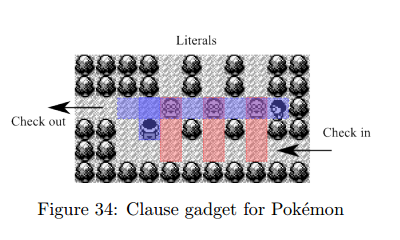 Literals
Check out
Check in
Figure 34: Clause gadget for Pokémon